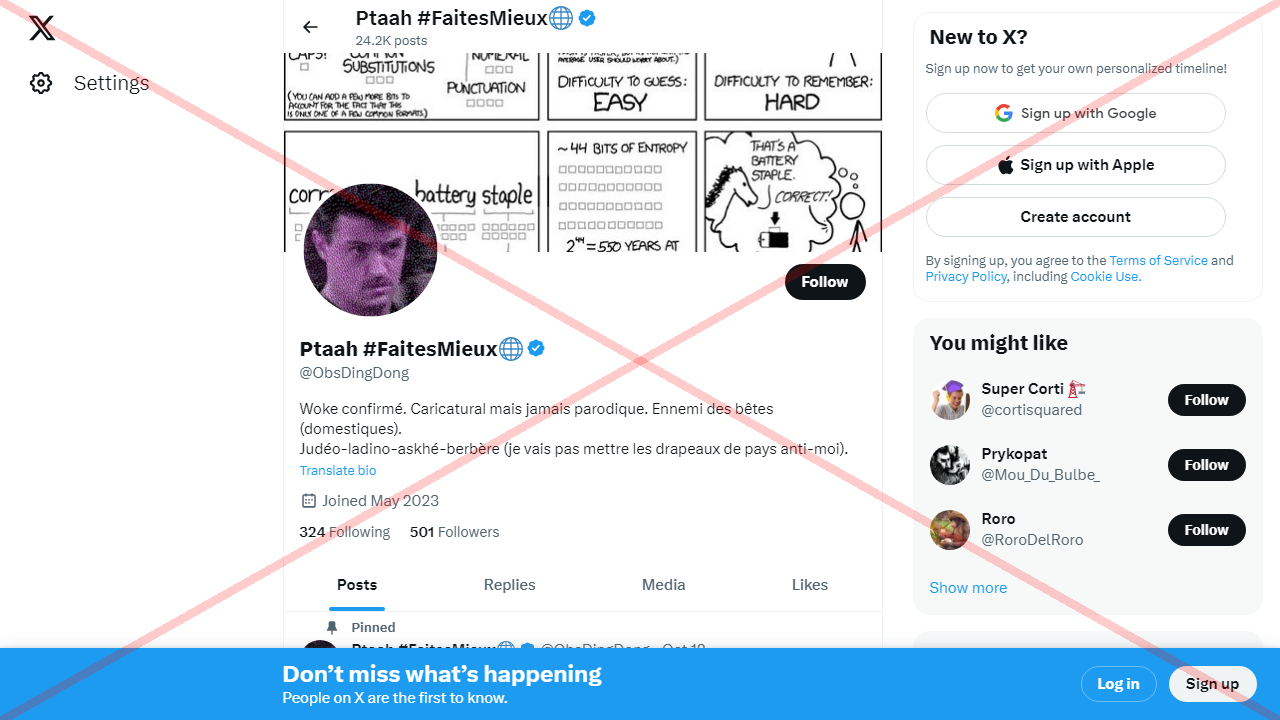 Settings
Ptaah #FaitesMieux
24.2K posts
CAPS? COMMON SUBSTITUTIONS NUMERAL
PUNCTUATION
(YOU CAN ADD A FEW MORE BITS TO
ACCOUNT FOR THE FACT THAT THIS
IS ONLY ONE OF A FEW COMMON FORMATS.)
AVERAGE USER SHOULD WORRY ABOUT.)
DIFFICULTY TO GUESS:
EASY
DIFFICULTY TO REMEMBER:
HARD
battery staple
~44 BITS OF ENTROPY
2^44 = 550 YEARS AT
THAT'S A
BATTERY
STAPLE.
CORRECT!
Follow
Ptaah #FaitesMieux
@ObsDingDong
Woke confirmé. Caricatural mais jamais parodique. Ennemi des bêtes
(domestiques).
Judéo-ladino-askhé-berbère (je vais pas mettre les drapeaux de pays anti-moi).
Translate bio
Joined May 2023
324 Following 501 Followers
Posts Replies Media Likes
Pinned
Ptaah #FaitesMieux @ObsDingDong · Oct 12
New to X?
Sign up now to get your own personalized timeline!
Sign up with Google
Sign up with Apple
Create account
By signing up, you agree to the Terms of Service and
Privacy Policy, including Cookie Use.
You might like
Super Corti
@cortisquared
Follow
Prykopat
@Mou_Du_Bulbe_
Follow
Roro
@RoroDelRoro
Follow
Show more
Don’t miss what’s happening
People on X are the first to know.
Log in
Sign up